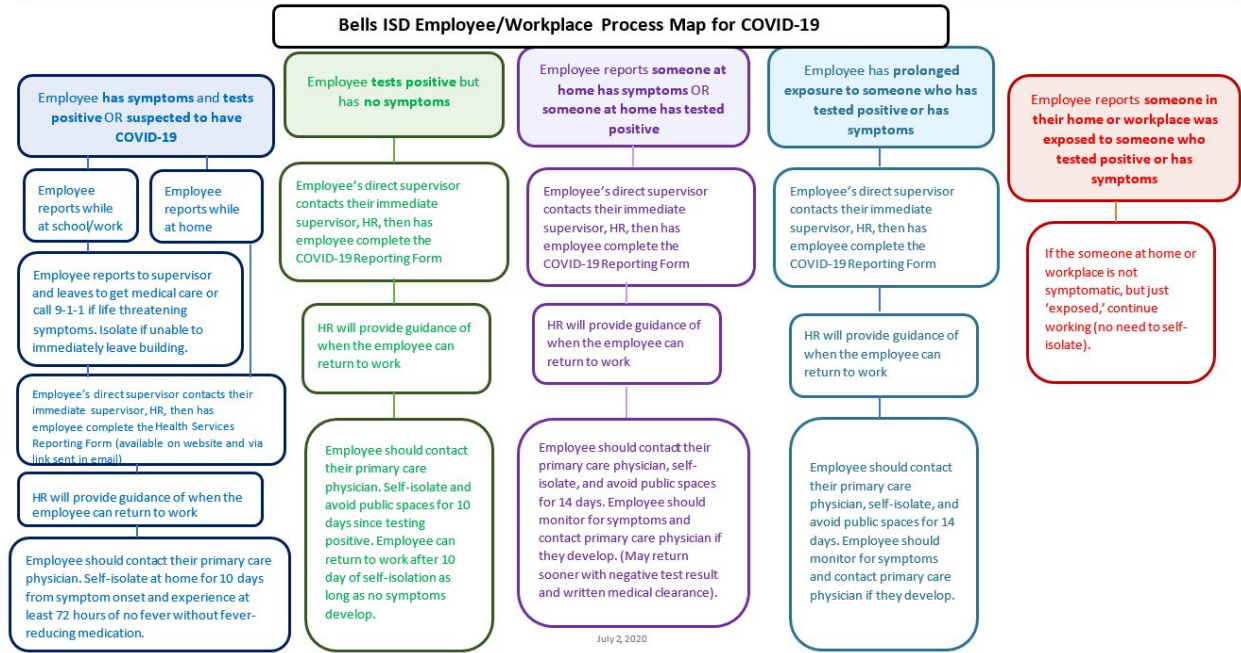 Bells ISD Employee/Workplace Process Map for COVID-19
Employee has symptoms and tests
positive OR suspected to have
COVID-19
Employee
reports while
at school/work
Employee
reports while
at home
Employee reports to supervisor
and leaves to get medical care or
call 9-1-1 if life threatening
symptoms. Isolate if unable to
immediately leave building.
Employee's direct supervisor contacts their
immediate supervisor, HR, then has
employee complete the Health Services
Reporting Form (available on website and via
link sent in email)
HR will provide guidance of when the
employee can return to work
Employee should contact their primary care
physician. Self-isolate at home for 10 days
from symptom onset and experience at
least 72 hours of no fever without fever-
reducing medication.
Employee tests positive but
has no symptoms
Employee's direct supervisor
contacts their immediate
supervisor, HR, then has
employee complete the
COVID-19 Reporting Form
HR will provide guidance of
when the employee can
return to work
Employee should contact
their primary care
physician. Self-isolate and
avoid public spaces for 10
days since testing
positive. Employee can
return to work after 10
day of self-isolation as
long as no symptoms
develop.
Employee reports someone at
home has symptoms OR
someone at home has tested
positive
Employee's direct supervisor
contacts their immediate
supervisor, HR, then has
employee complete the
COVID-19 Reporting Form
HR will provide guidance of
when the employee can
return to work
Employee should contact their
primary care physician, self-
isolate, and avoid public spaces
for 14 days. Employee should
monitor for symptoms and
contact primary care physician if
they develop. (May return
sooner with negative test result
and written medical clearance).
Employee has prolonged
exposure to someone who has
tested positive or has
symptoms
Employee's direct supervisor
contacts their immediate
supervisor, HR, then has
employee complete the
COVID-19 Reporting Form
HR will provide guidance of
when the employee can
return to work
Employee should contact
their primary care
physician, self-isolate, and
avoid public spaces for 14
days. Employee should
monitor for symptoms
and contact primary care
physician if they develop.
Employee reports someone in
their home or workplace was
exposed to someone who
tested positive or has
symptoms
If the someone at home or
workplace is not
symptomatic, but just
'exposed,' continue
working (no need to self-
isolate).
July 2, 2020